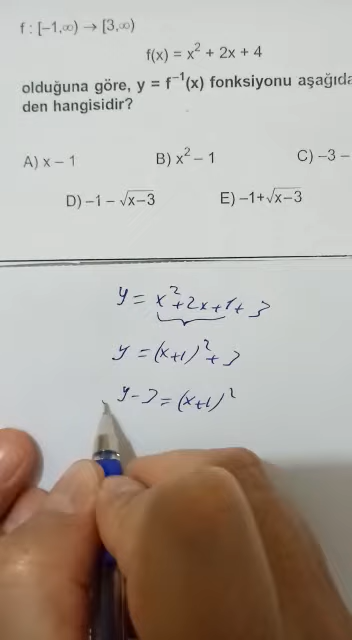 f : [–1,∞) → [3,∞)
f(x) = x² + 2x + 4
olduğuna göre, y = f⁻¹(x) fonksiyonu aşağıda
den hangisidir?
A) x – 1 B) x² – 1 C) –3 –
D) –1 – √x–3 E) –1+√x–3
y = x²+2x+1+3
y = (x+1)²+3
y-3 = (x+1)²